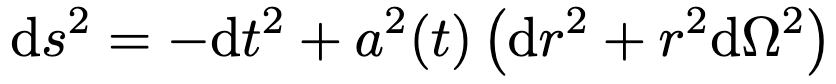 ds² = −dt² + a²(t) (dr² + r²dΩ²)